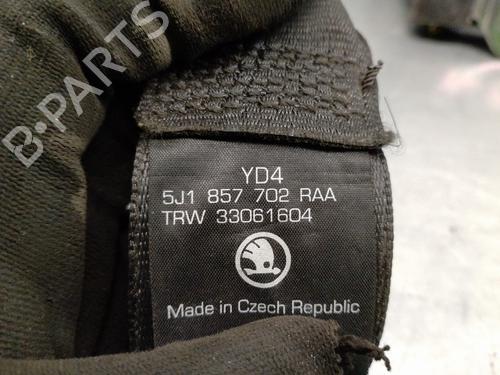 B-PARTS
YD4
5J1 857 702 RAA
TRW 33061604
Made in Czech Republic